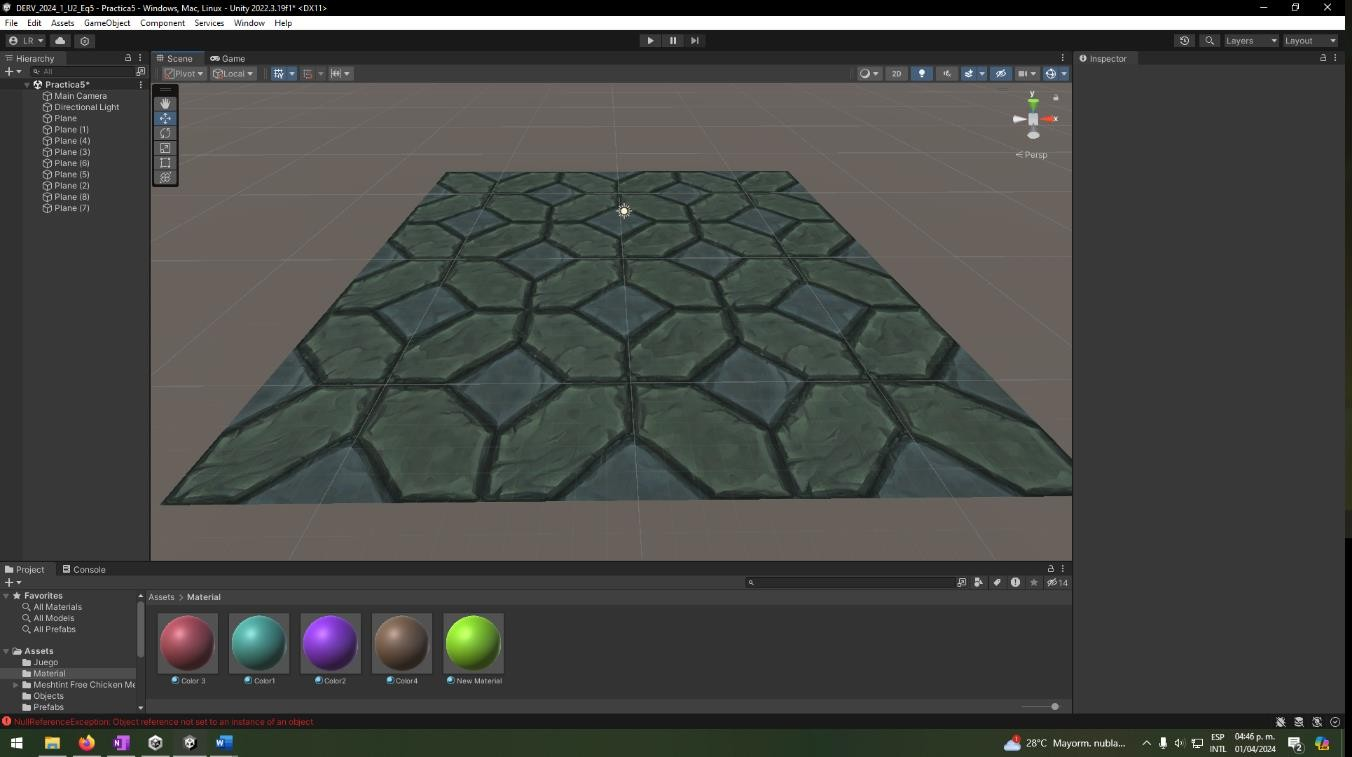 DERV_2024_1_U2_Eq5 - Practica5 - Windows, Mac, Linux - Unity 2022.3.19f1* <DX11>
File Edit Assets GameObject Component Services Window Help
LR Layers Layout
Hierarchy
All
Practica5*
Main Camera
Directional Light
Plane
Plane (1)
Plane (4)
Plane (3)
Plane (6)
Plane (5)
Plane (2)
Plane (8)
Plane (7)
Scene Game
Pivot Local 2D
y
x
Persp
Inspector
Project Console
14
Favorites
All Materials
All Models
All Prefabs
Assets
Juego
Material
Meshtint Free Chicken Me
Objects
Prefabs
Assets > Material
Color 3 Color1 Color2 Color4 New Material
NullReferenceException: Object reference not set to an instance of an object
28°C Mayorm. nubla...
ESP
INTL
04:46 p. m.
01/04/2024
2